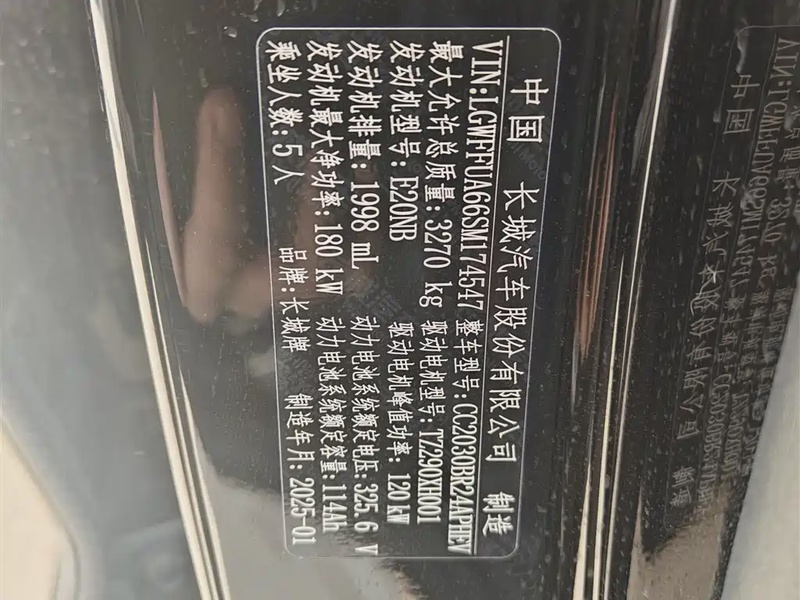 中国 长城汽车股份有限公司 制造
VIN:LGWFFUA66SM174547 整车型号:CC2030BR24APHEV
最大允许总质量:3270 kg 驱动电机型号:TZ290XH001
发动机型号:E20NB 驱动电机峰值功率:120 kW
发动机排量:1998 mL 动力电池系统额定电压:325.6 V
发动机最大净功率:180 kW 动力电池系统额定容量:114Ah
乘坐人数:5人 品牌:长城牌 制造年月:2025-01